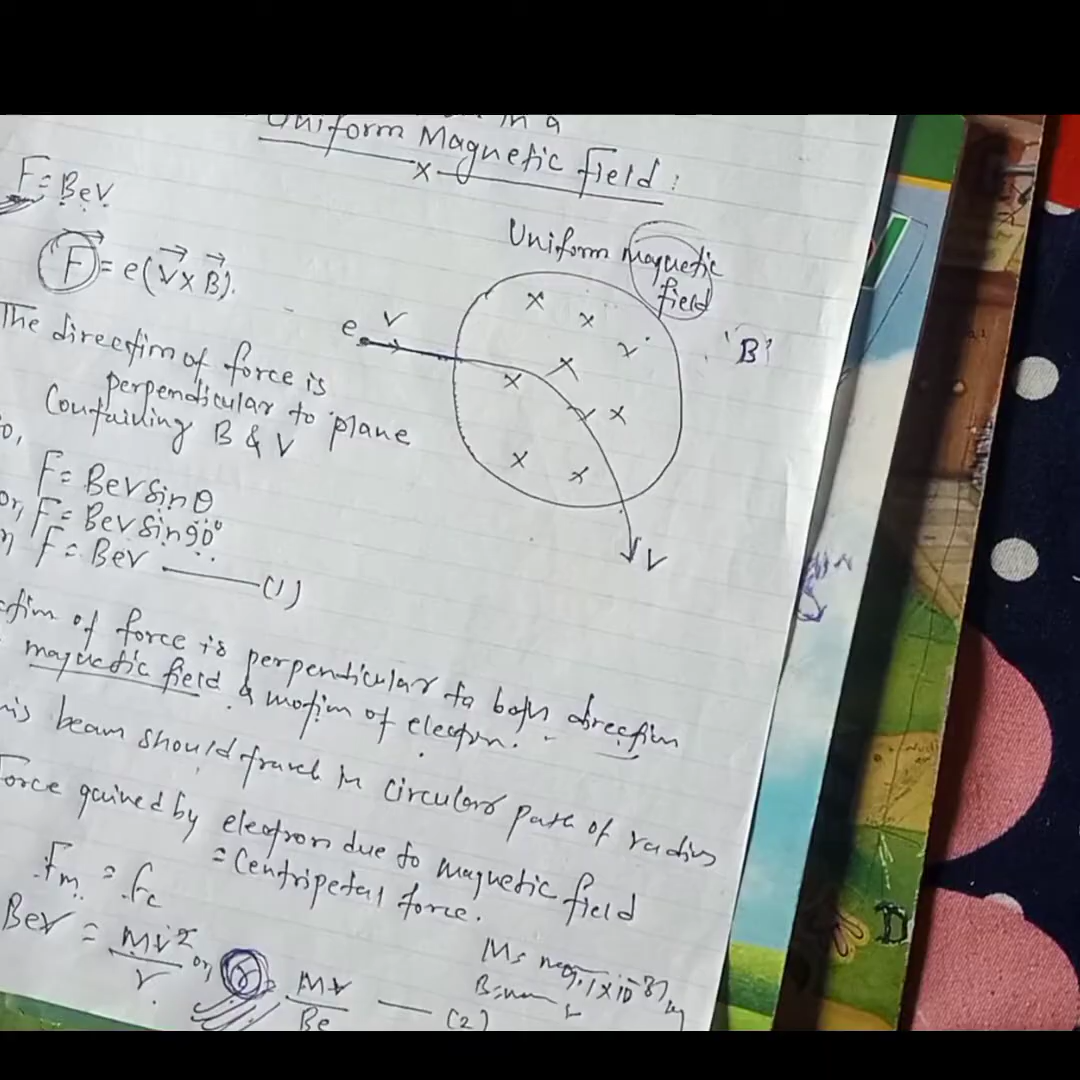 in a
Uniform Magnetic field:
F = Bev
Uniform magnetic
field
F = e(V x B).
e V
'B'
The direction of force is
perpendicular to plane
Containing B & V
F = Bev sinθ
or, F = Bev sin90°
F = Bev — (1)
V
of force is perpendicular to both direction
magnetic field & motion of electron.
beam should travel in circular path of radius
Force gained by electron due to magnetic field
= Centripetal force.
Fm = Fc
Bev = Mv² / r or, r = Mv / Be — (2)
D